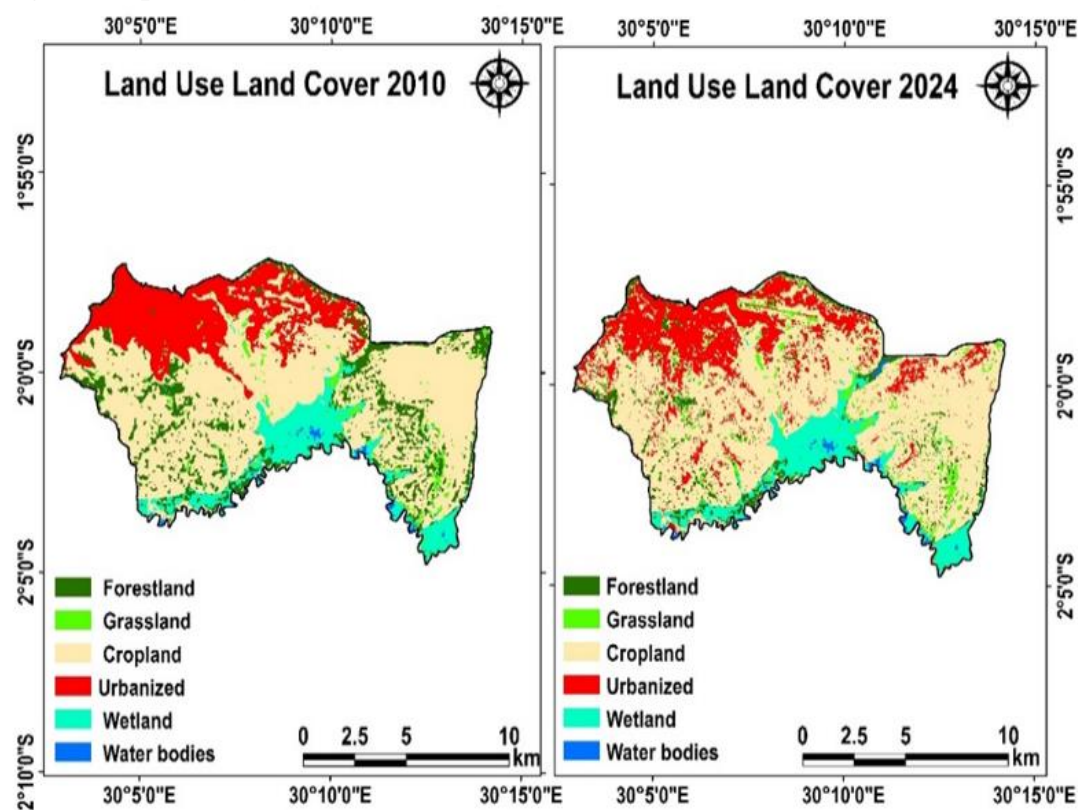 30°5'0"E 30°10'0"E 30°15'0"E
Land Use Land Cover 2010
1°55'0"S
2°0'0"S
2°5'0"S
2°10'0"S
Forestland
Grassland
Cropland
Urbanized
Wetland
Water bodies
0 2.5 5 10
km
30°5'0"E 30°10'0"E 30°15'0"E
30°5'0"E 30°10'0"E 30°15'0"E
Land Use Land Cover 2024
1°55'0"S
2°0'0"S
2°5'0"S
Forestland
Grassland
Cropland
Urbanized
Wetland
Water bodies
0 2.5 5 10
km
30°5'0"E 30°10'0"E 30°15'0"E